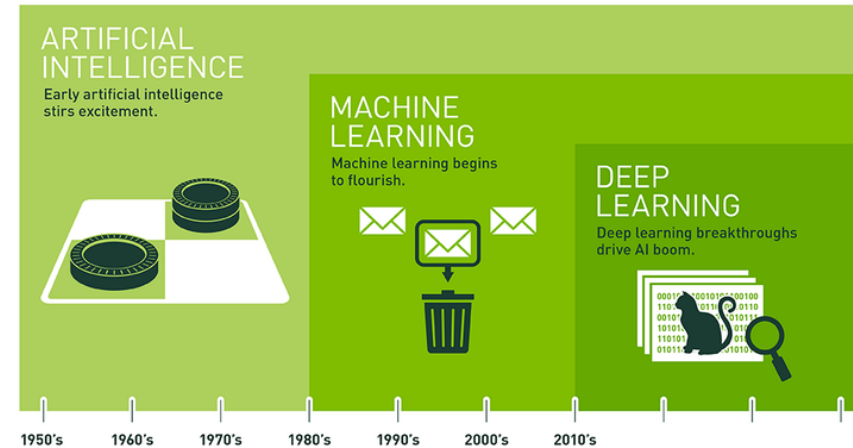 ARTIFICIAL
INTELLIGENCE
Early artificial intelligence
stirs excitement.
MACHINE
LEARNING
Machine learning begins
to flourish.
DEEP
LEARNING
Deep learning breakthroughs
drive AI boom.
1950's
1960's
1970's
1980's
1990's
2000's
2010's